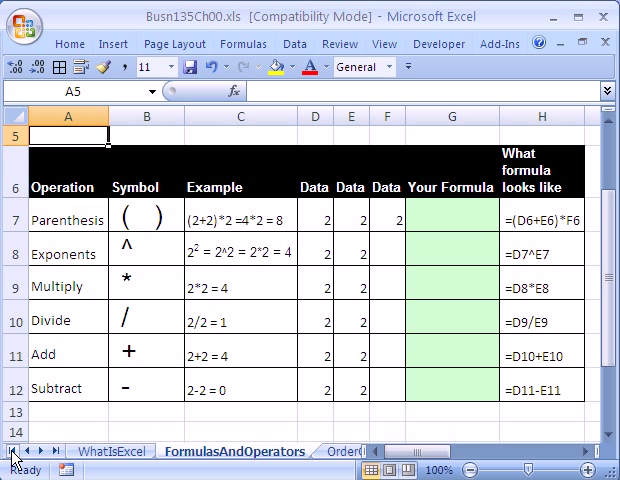 Busn135Ch00.xls [Compatibility Mode] - Microsoft Excel
Home Insert Page Layout Formulas Data Review View Developer Add-Ins
11 General
A5 fx
A B C D E F G H
5
6 Operation Symbol Example Data Data Data Your Formula What formula looks like
7 Parenthesis ( ) (2+2)*2 =4*2 = 8 2 2 2 =(D6+E6)*F6
8 Exponents ^ 2² = 2^2 = 2*2 = 4 2 2 =D7^E7
9 Multiply * 2*2 = 4 2 2 =D8*E8
10 Divide / 2/2 = 1 2 2 =D9/E9
11 Add + 2+2 = 4 2 2 =D10+E10
12 Subtract - 2-2 = 0 2 2 =D11-E11
13
14
WhatIsExcel FormulasAndOperators
Ready 100%